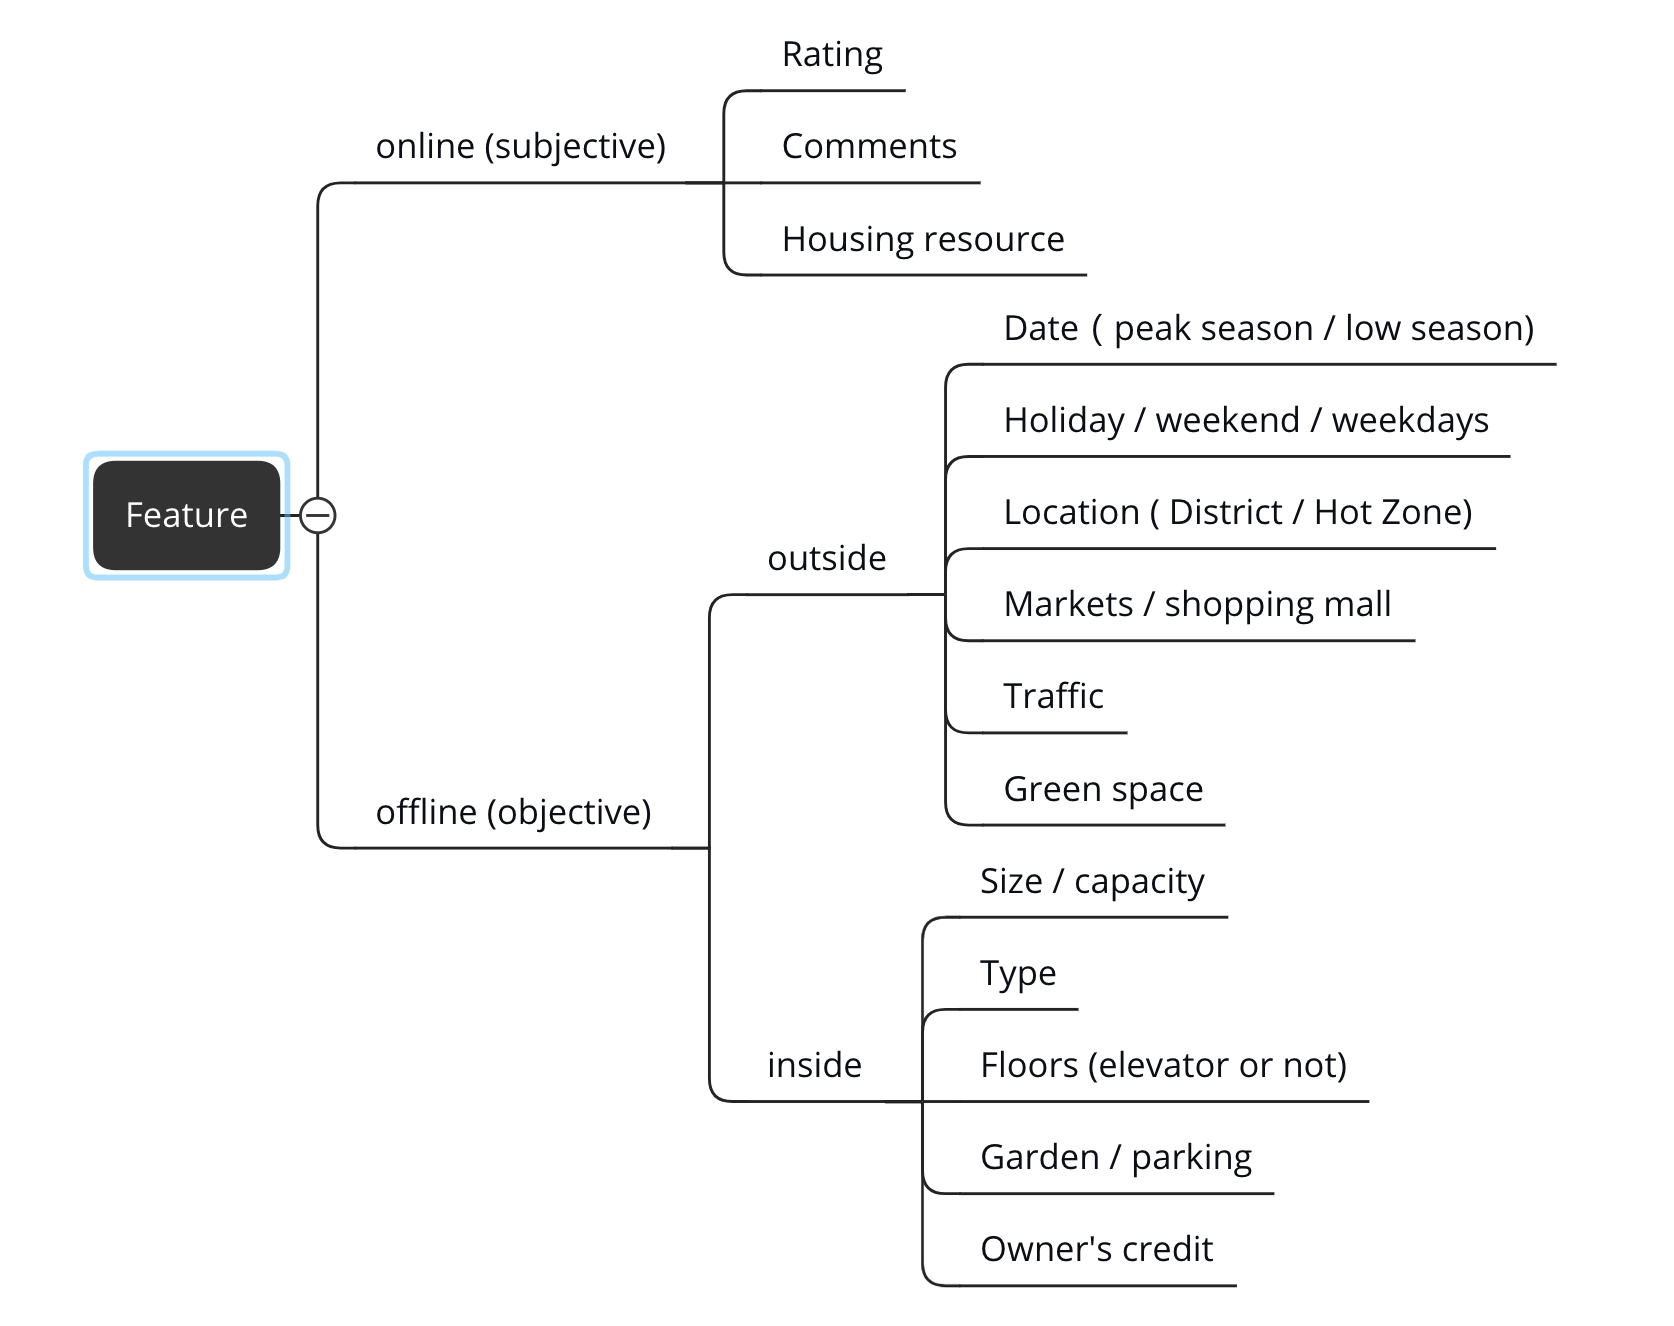 Feature
online (subjective)
Rating
Comments
Housing resource
offline (objective)
outside
Date ( peak season / low season)
Holiday / weekend / weekdays
Location ( District / Hot Zone)
Markets / shopping mall
Traffic
Green space
inside
Size / capacity
Type
Floors (elevator or not)
Garden / parking
Owner's credit